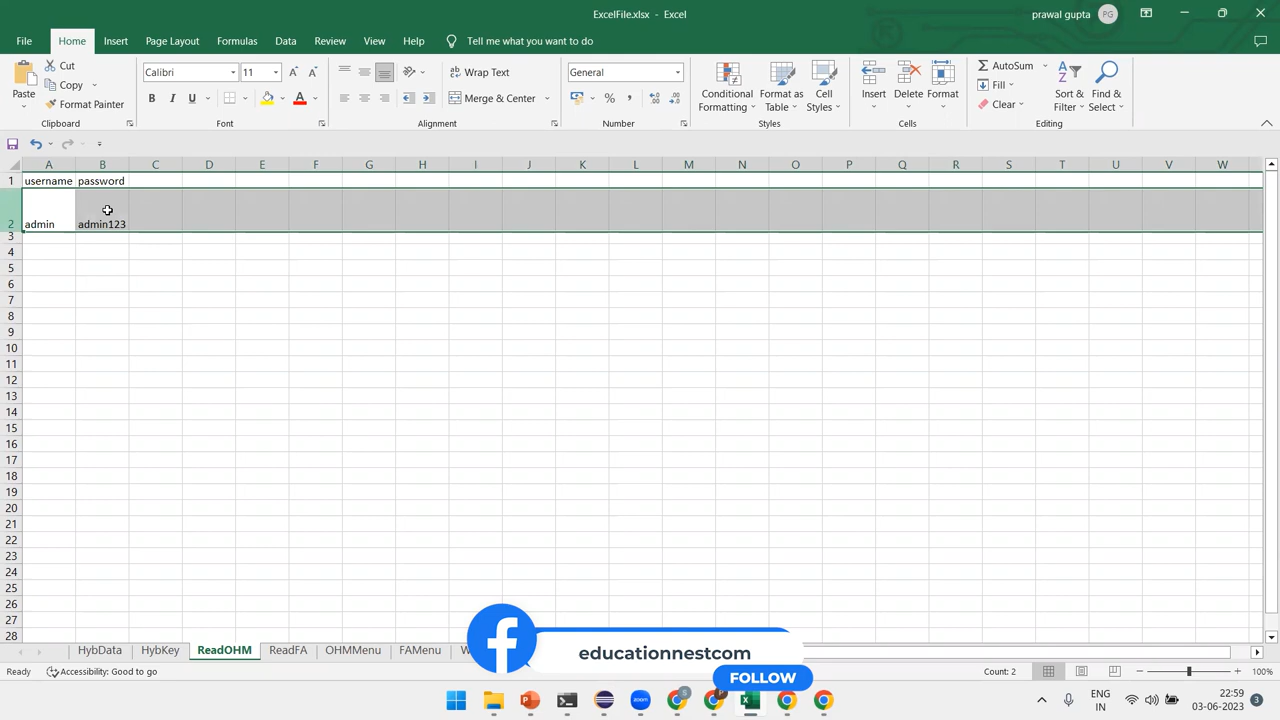 ExcelFile.xlsx - Excel
prawal gupta PG
File Home Insert Page Layout Formulas Data Review View Help Tell me what you want to do
Paste
Cut
Copy
Format Painter
Clipboard
Calibri 11
B I U
Font
Wrap Text
Merge & Center
Alignment
General
Number
Conditional Formatting
Format as Table
Cell Styles
Styles
Insert Delete Format
Cells
AutoSum
Fill
Clear
Sort & Filter
Find & Select
Editing
A B C D E F G H I J K L M N O P Q R S T U V W
1 username password
2 admin admin123
3
4
5
6
7
8
9
10
11
12
13
14
15
16
17
18
19
20
21
22
23
24
25
26
27
28
educationnestcom
FOLLOW
HybData HybKey ReadOHM ReadFA OHMenu FAMenu
Ready Accessibility: Good to go Count: 2 100%
ENG IN
22:59
03-06-2023
3